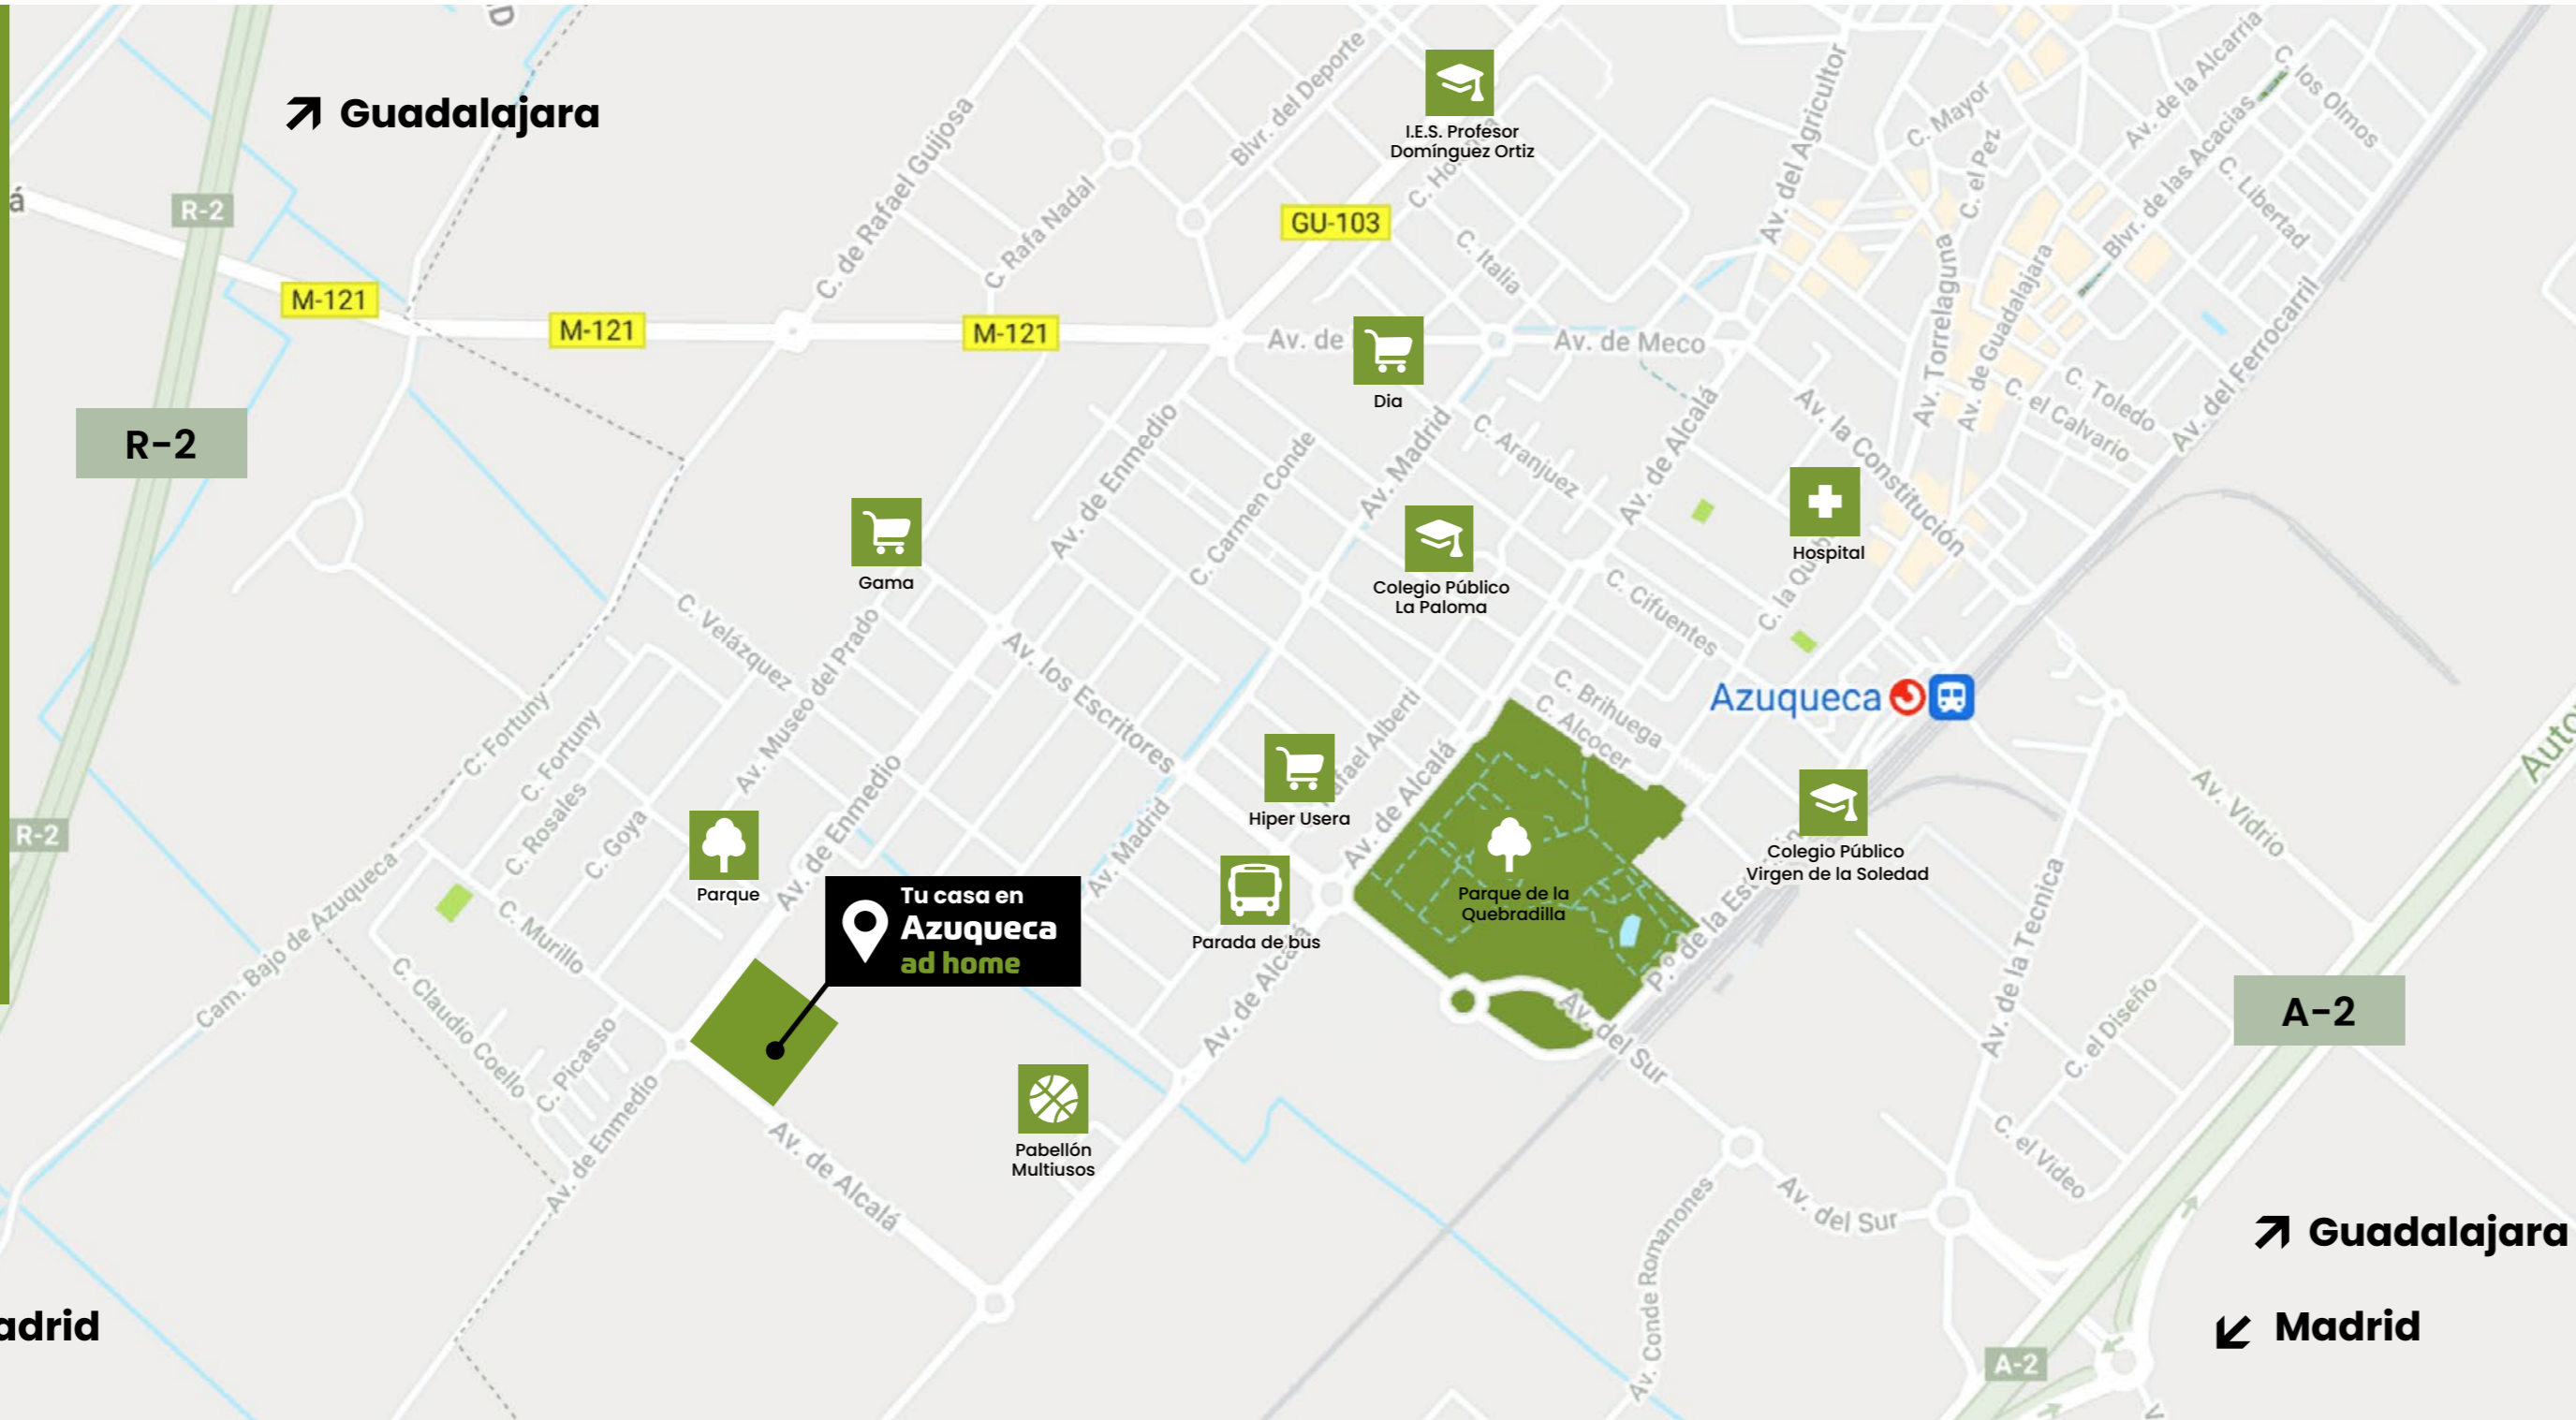 D
Guadalajara
I.E.S. Profesor
Domínguez Ortiz
Blvr. del Deporte
C. de Rafael Guijosa
C. Rafa Nadal
Av. del Agricultor
C. Mayor
C. el Pez
Av. de la Alcarria
C. los Olmos
Blvr. de las Acacias
C. Libertad
R-2
á
GU-103
C. Italia
M-121
M-121
M-121
Av. de
Av. de Meco
Dia
Av. Torrelaguna
Av. de Guadalajara
C. Toledo
C. el Calvario
Av. del Ferrocarril
R-2
Av. de Enmedio
C. Carmen Conde
Av. Madrid
C. Aranjuez
Av. de Alcalá
Av. la Constitución
Gama
Colegio Público
La Paloma
Hospital
C. Cifuentes
C. Velázquez
Av. Museo del Prado
Av. los Escritores
C. Brihuega
C. Alcocer
Azuqueca
C. Fortuny
C. Fortuny
C. Rosales
C. Goya
Av. de Enmedio
Av. Madrid
Hiper Usera
Av. de Alcalá
R-2
Parque
Parada de bus
Parque de la
Quebradilla
Colegio Público
Virgen de la Soledad
Av. Vidrio
Tu casa en
Azuqueca
ad home
Cam. Bajo de Azuqueca
C. Murillo
C. Claudio Coello
C. Picasso
Av. de Enmedio
Av. de Alcalá
Av. del Sur
Av. de la Tecnica
C. el Diseño
A-2
Pabellón
Multiusos
Av. de Alcalá
C. el Video
Av. del Sur
Av. Conde Romanones
Guadalajara
Madrid
adrid
A-2